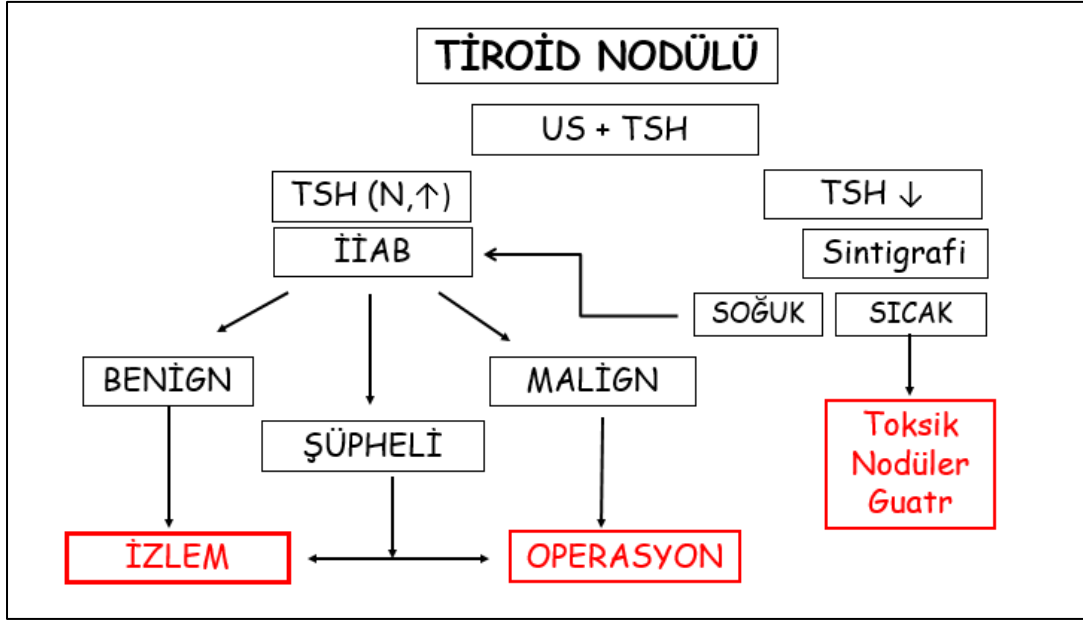 TİROİD NODÜLÜ
US + TSH
TSH (N,↑)
TSH ↓
İİAB
Sintigrafi
SOĞUK
SICAK
BENİGN
MALİGN
ŞÜPHELİ
Toksik
Nodüler
Guatr
İZLEM
OPERASYON